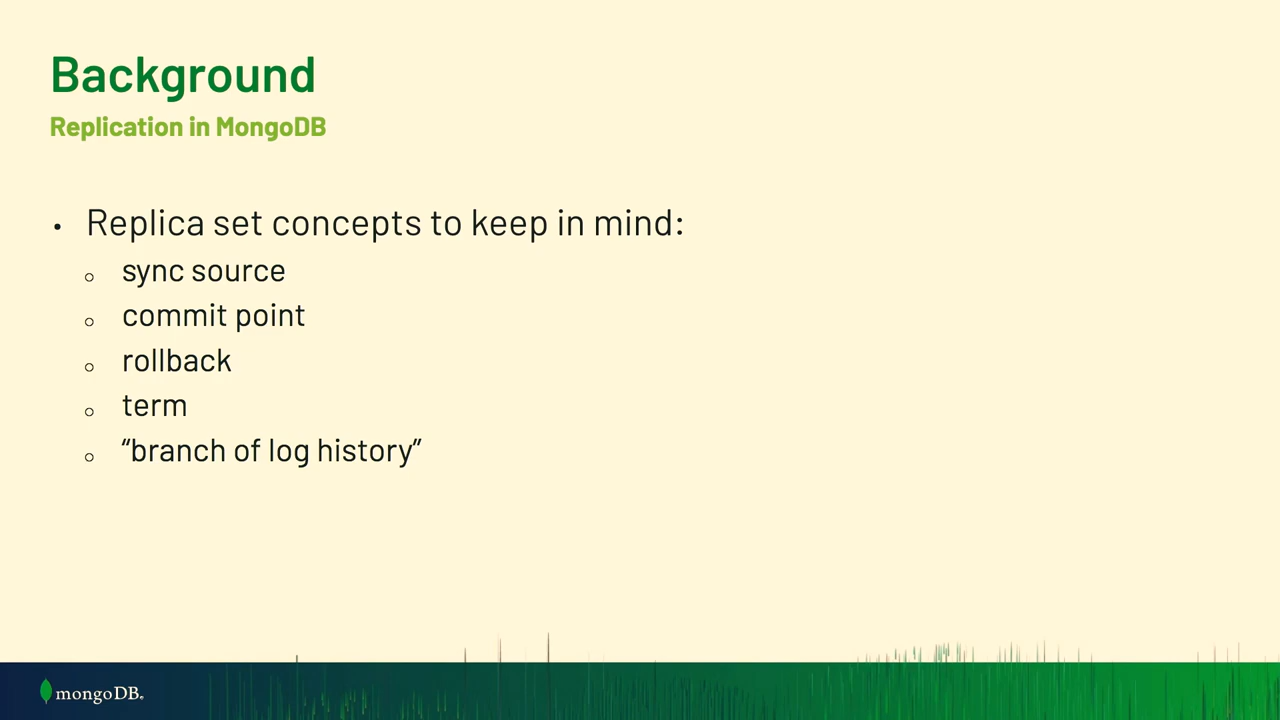 Background
Replication in MongoDB
• Replica set concepts to keep in mind:
○ sync source
○ commit point
○ rollback
○ term
○ “branch of log history”
mongoDB®